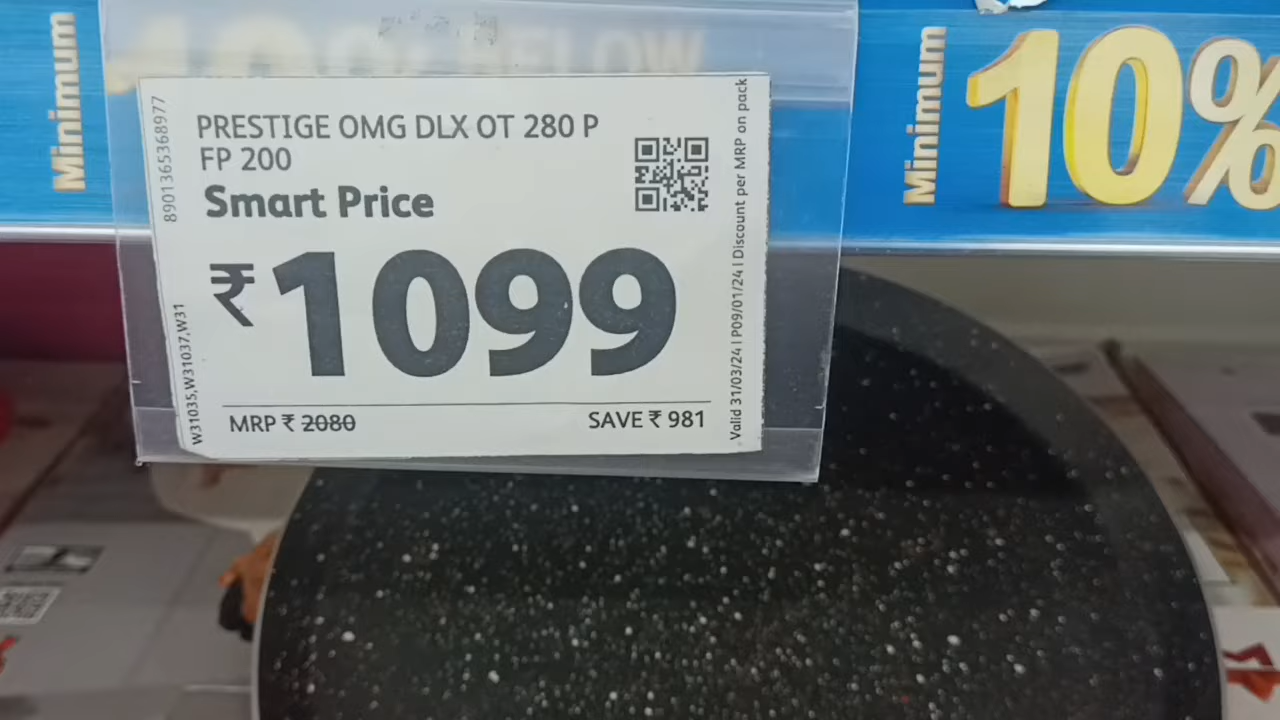 Minimum
BELOW
Minimum
10%
8901365368977
W31035,W31037,W31
PRESTIGE OMG DLX OT 280 P
FP 200
Smart Price
₹1099
MRP ₹ 2080
SAVE ₹ 981
Valid 31/03/24 | P09/01/24 | Discount per MRP on pack